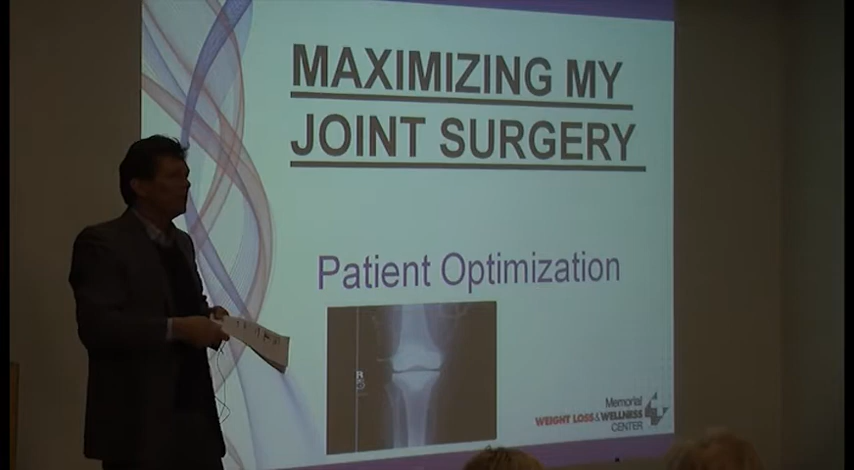 MAXIMIZING MY
JOINT SURGERY
Patient Optimization
R
Memorial
WEIGHT LOSS & WELLNESS
CENTER